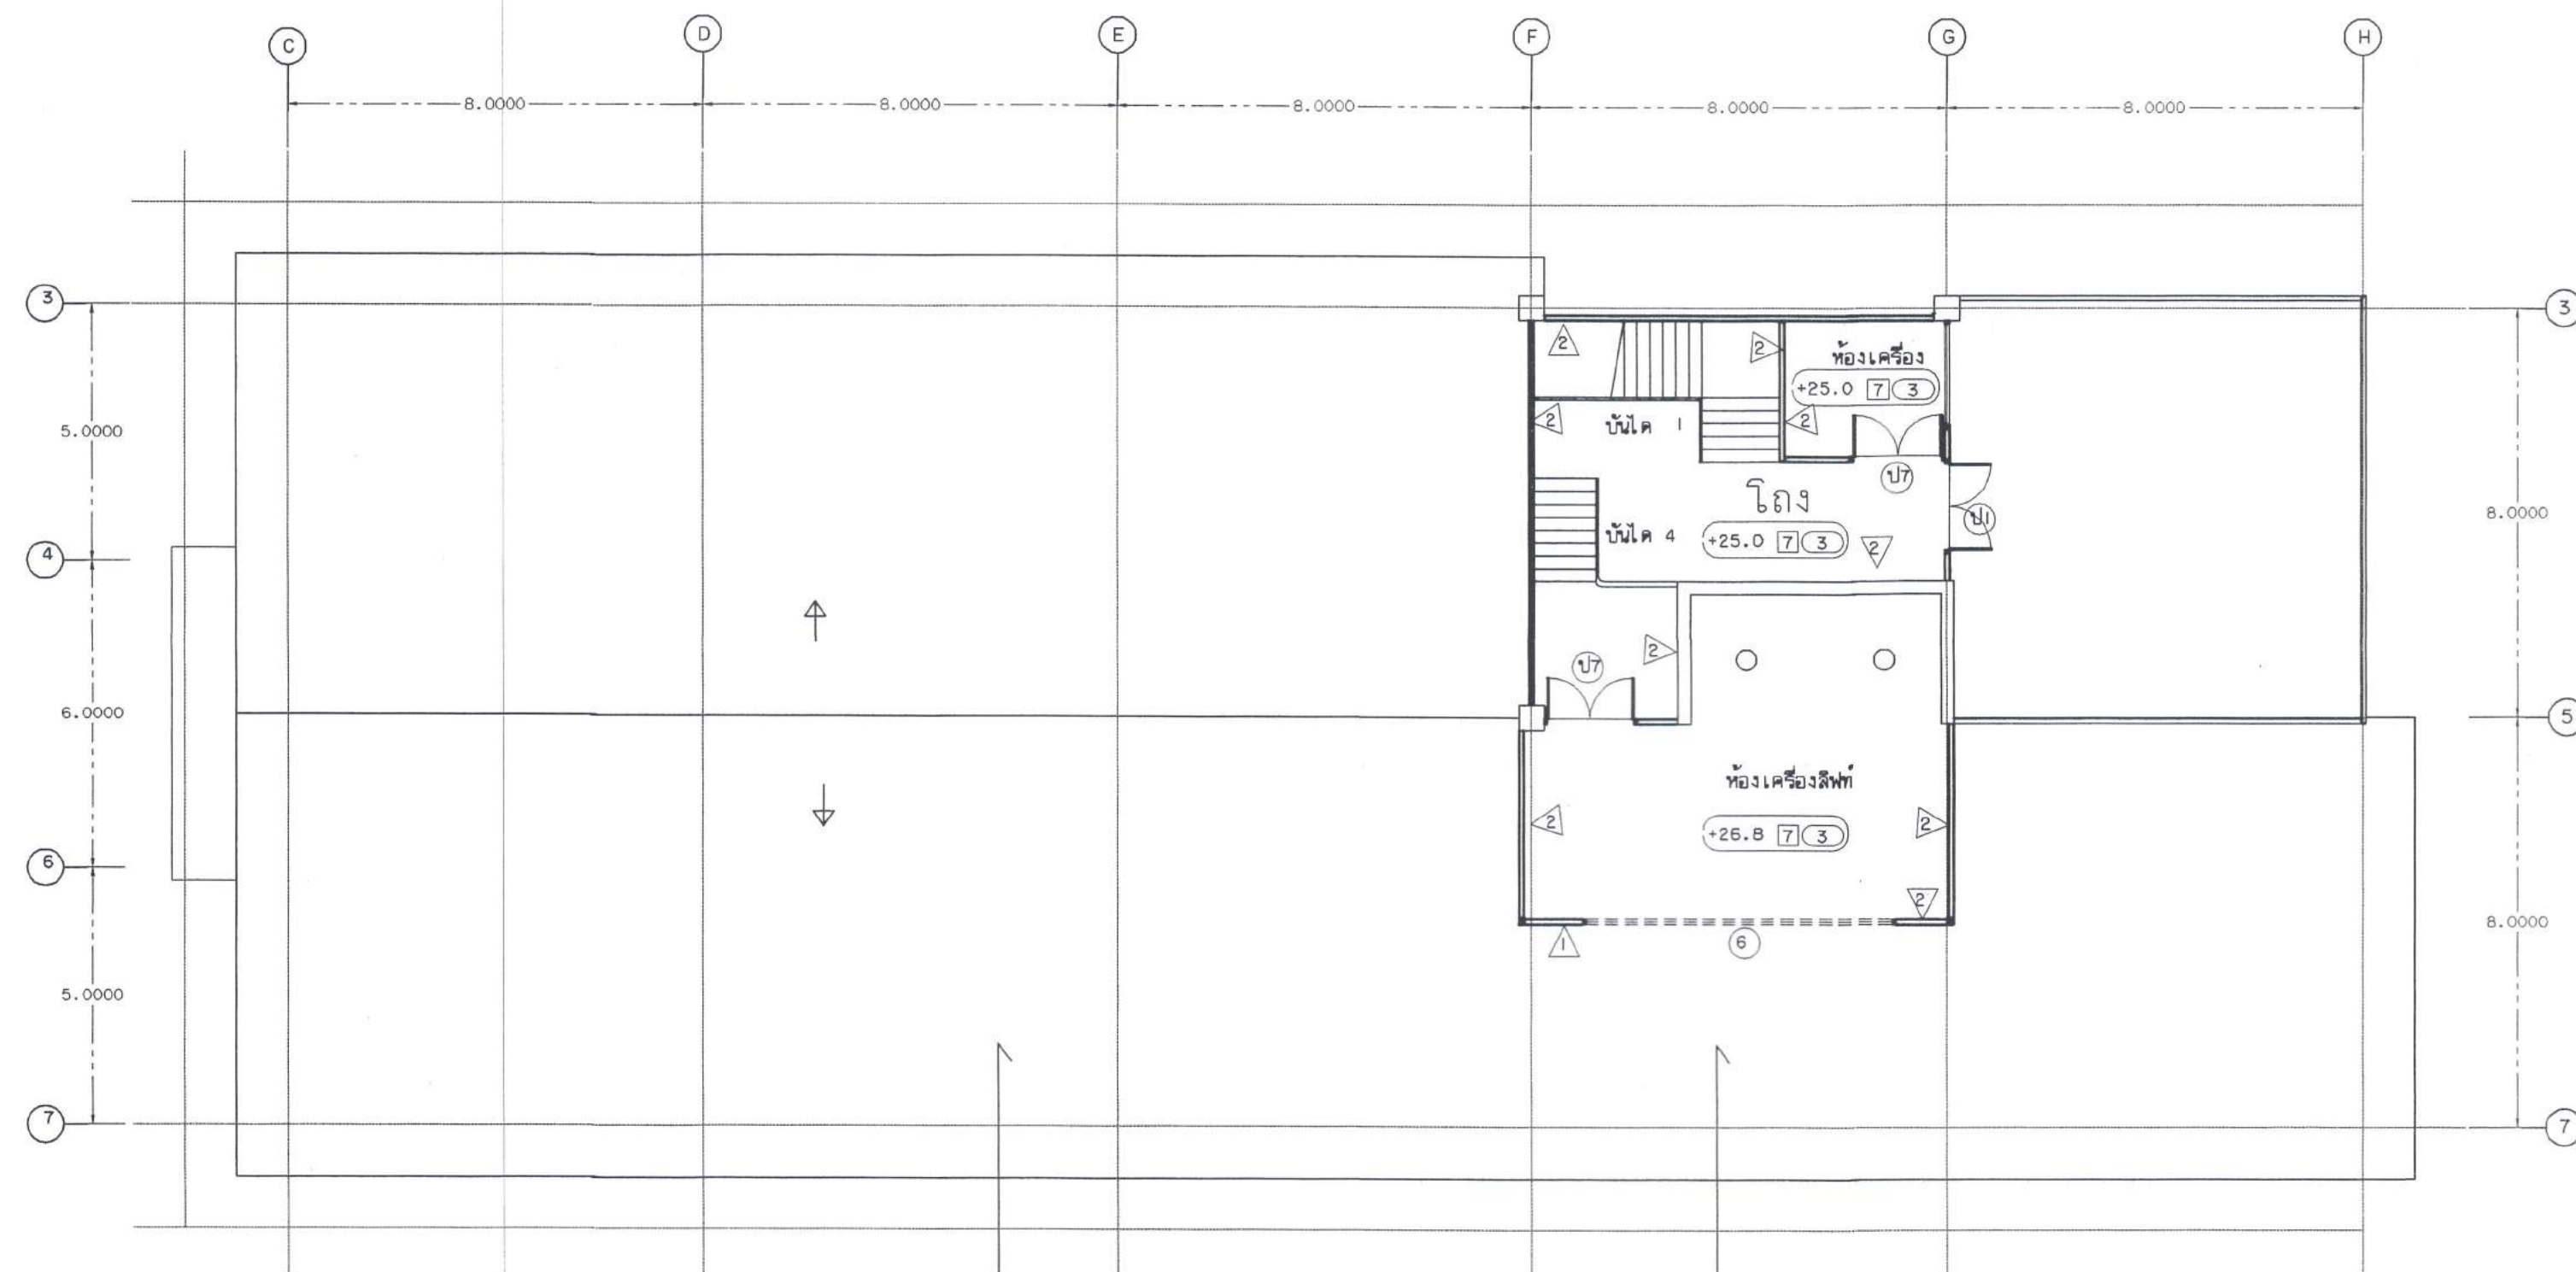 C D E F G H
8.0000 8.0000 8.0000 8.0000 8.0000
3 3
2 2 ห้องเครื่อง
+25.0 7 3
2 บันได 1 2
5.0000
ป7
โถง
8.0000
ป1
บันได 4 +25.0 7 3 2
4
2
ป7
6.0000 5
ห้องเครื่องลิฟท์
2 +26.8 7 3 2
6
2
8.0000
1 6
5.0000
7 7